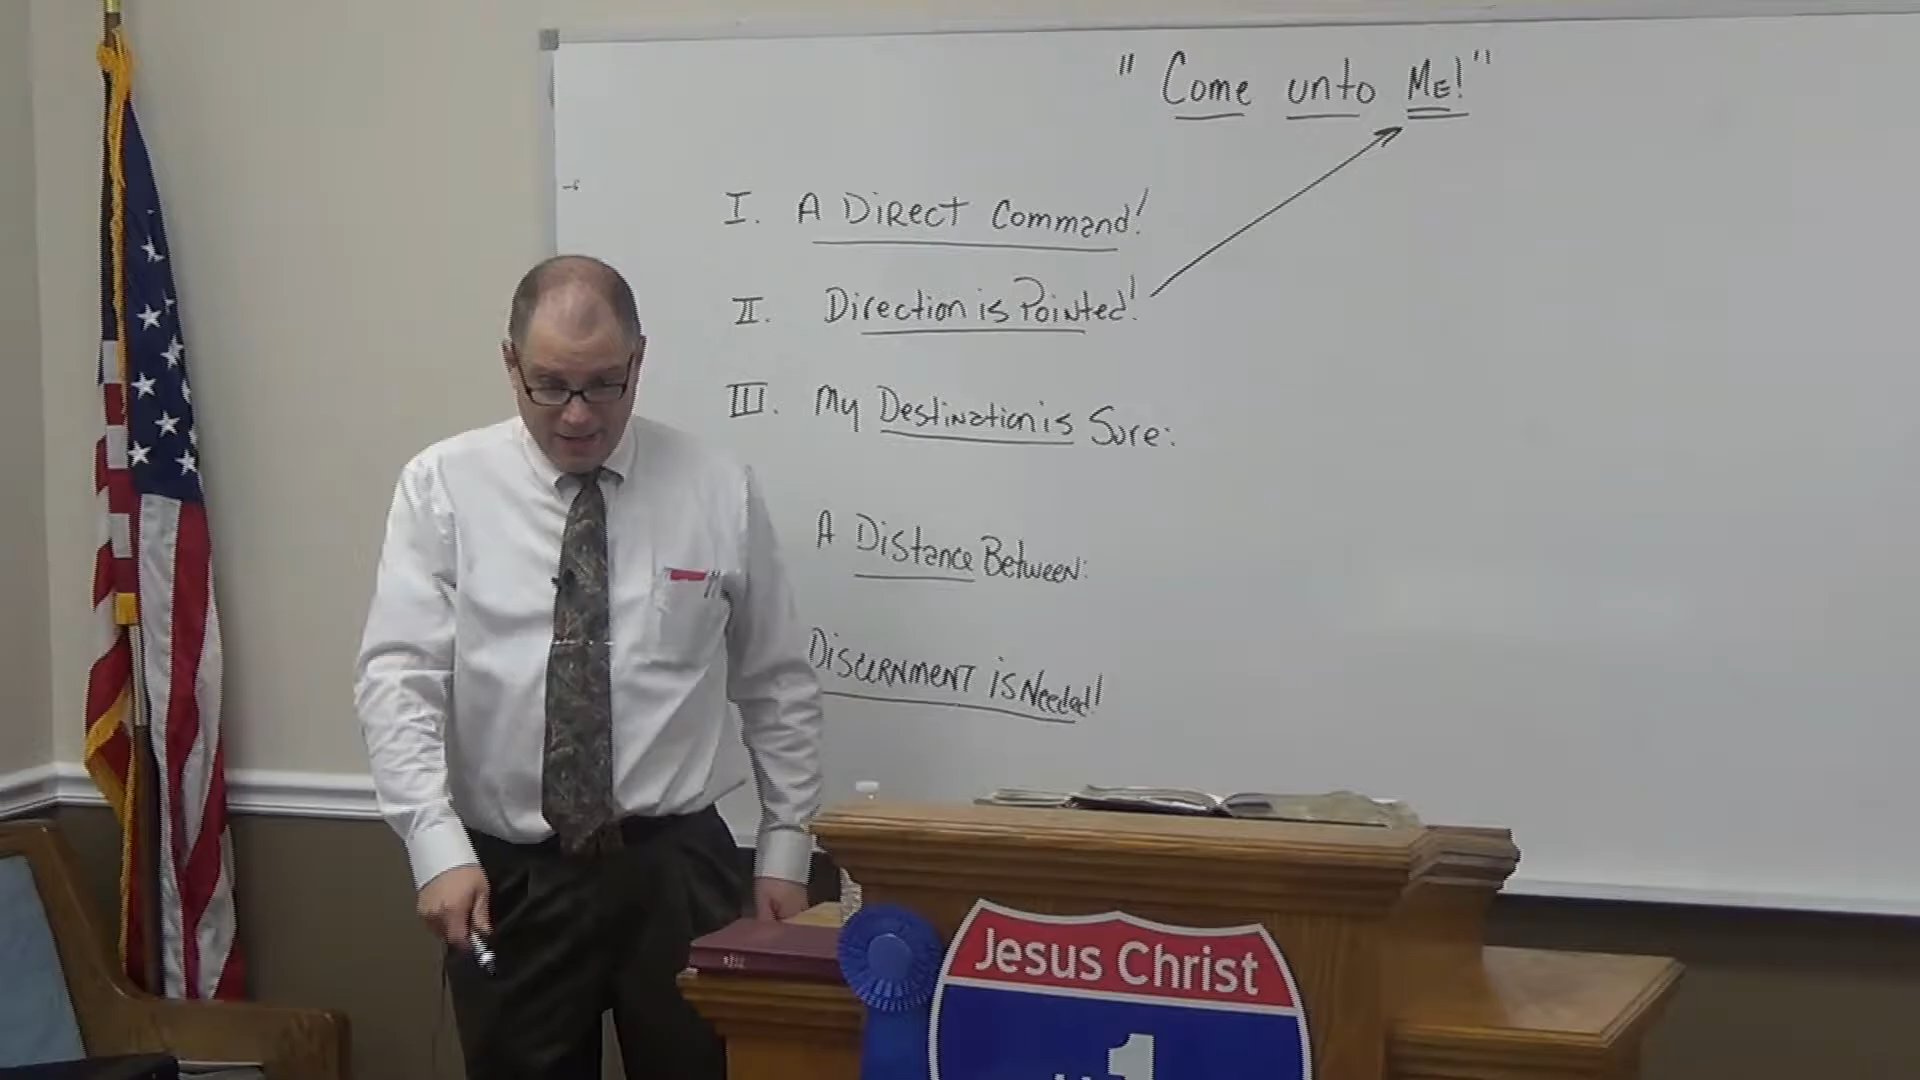 " Come unto ME! "
I. A DIRECT Command!
II. Direction is Pointed!
III. My Destination is Sure:
A Distance Between:
DISCERNMENT is Needed!
Jesus Christ
1